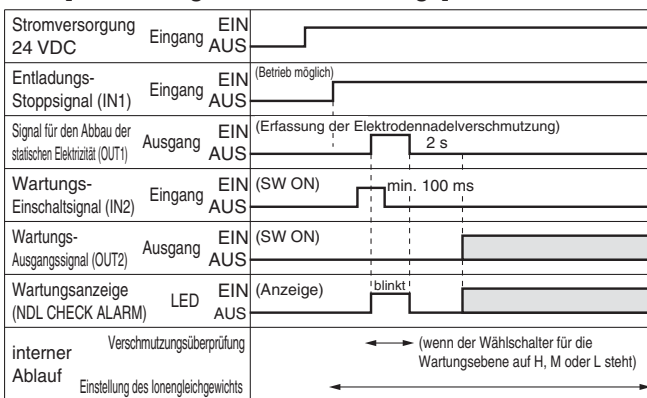 Stromversorgung
24 VDC
Eingang
EIN
AUS
Entladungs-
Stoppsignal (IN1)
Eingang
EIN
AUS
(Betrieb möglich)
Signal für den Abbau der
statischen Elektrizität (OUT1)
Ausgang
EIN
AUS
(Erfassung der Elektrodennadelverschmutzung)
2 s
Wartungs-
Einschaltsignal (IN2)
Eingang
EIN
AUS
(SW ON)
min. 100 ms
Wartungs-
Ausgangssignal (OUT2)
Ausgang
EIN
AUS
(SW ON)
Wartungsanzeige
(NDL CHECK ALARM)
LED
EIN
AUS
(Anzeige)
blinkt
interner
Ablauf
Verschmutzungsüberprüfung
(wenn der Wählschalter für die
Wartungsebene auf H, M oder L steht)
Einstellung des Ionengleichgewichts